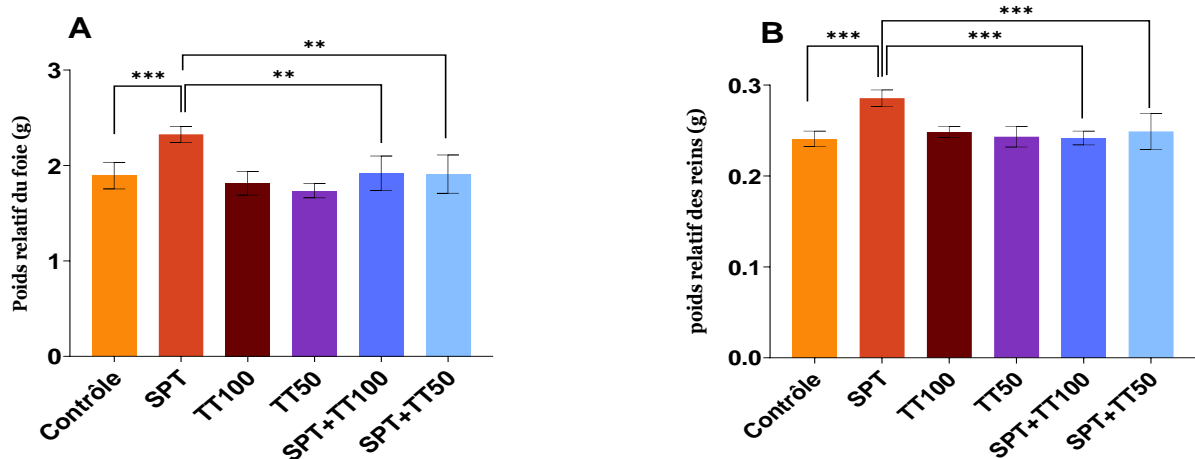 A
Poids relatif du foie (g)
3
2
1
0
***
**
**
Contrôle
SPT
TT100
TT50
SPT+TT100
SPT+TT50
B
poids relatif des reins (g)
0.3
0.2
0.1
0.0
***
***
***
Contrôle
SPT
TT100
TT50
SPT+TT100
SPT+TT50